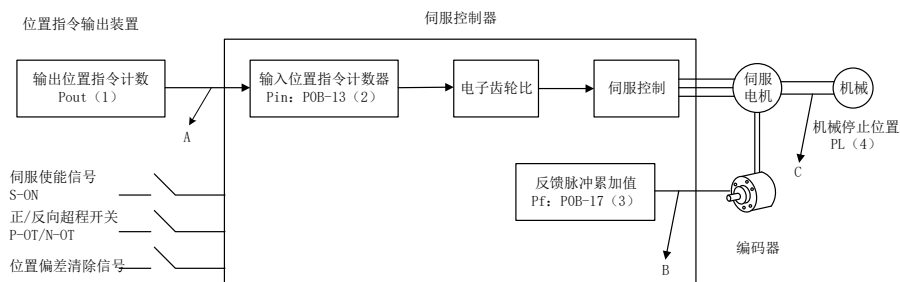 位置指令输出装置
伺服控制器
输出位置指令计数
Pout（1）
A
输入位置指令计数器
Pin：POB-13（2）
电子齿轮比
伺服控制
伺服
电机
机械
机械停止位置
PL（4）
C
伺服使能信号
S-ON
正/反向超程开关
P-OT/N-OT
位置偏差清除信号
反馈脉冲累加值
Pf：POB-17（3）
B
编码器